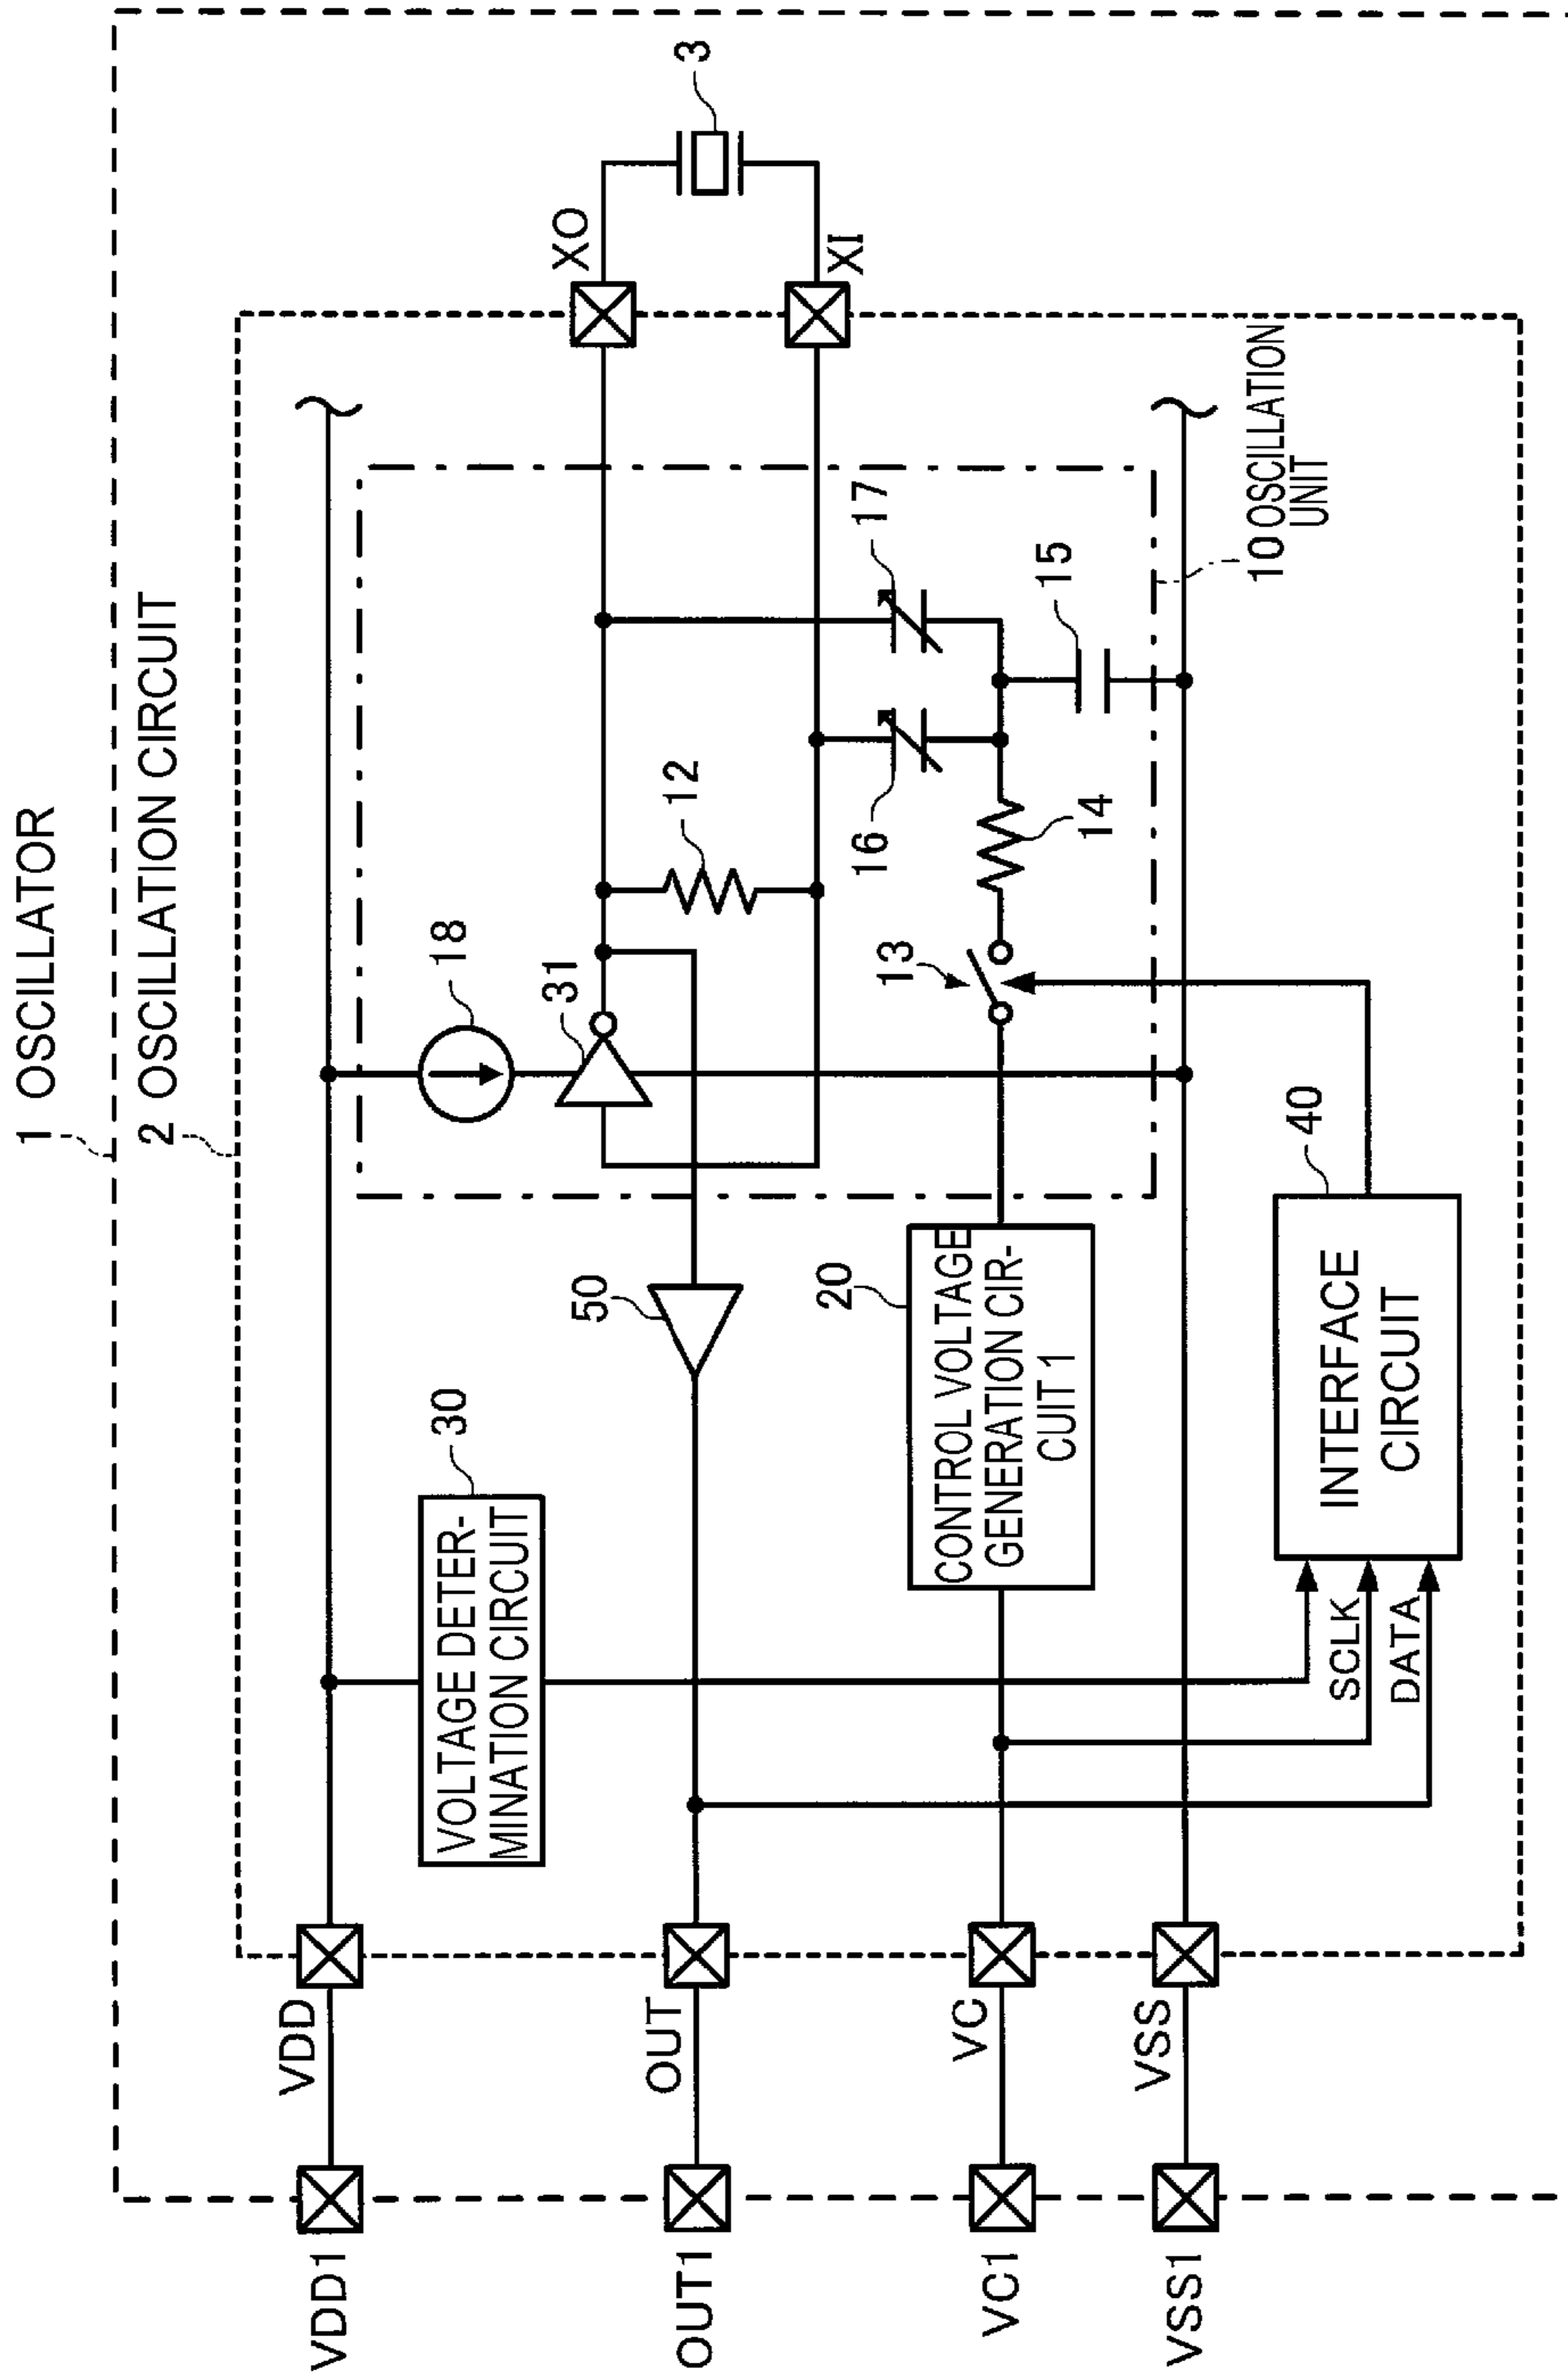 1 OSCILLATOR
2 OSCILLATION CIRCUIT
VDD1
VDD
VOLTAGE DETER-
MINATION CIRCUIT
30
18
31
XO
3
XI
OUT1
OUT
50
12
17
16
15
13
14
VC1
VC
20
CONTROL VOLTAGE
GENERATION CIR-
CUIT 1
VSS1
VSS
10 OSCILLATION
UNIT
SCLK
DATA
40
INTERFACE
CIRCUIT